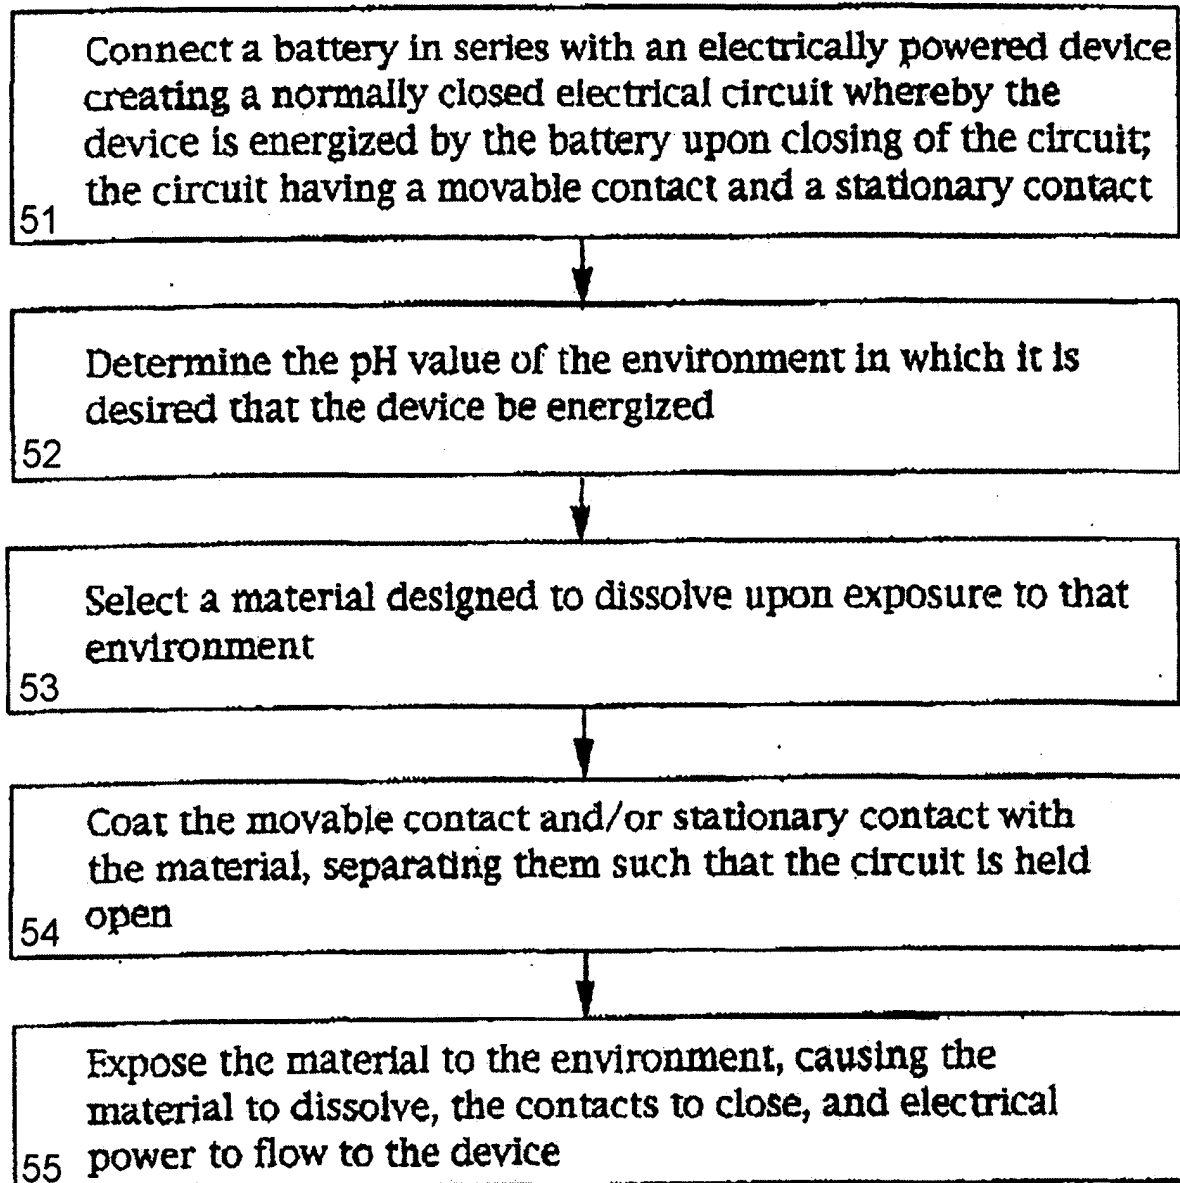 Connect a battery in series with an electrically powered device
creating a normally closed electrical circuit whereby the
device is energized by the battery upon closing of the circuit;
the circuit having a movable contact and a stationary contact
51
Determine the pH value of the environment in which it is
desired that the device be energized
52
Select a material designed to dissolve upon exposure to that
environment
53
Coat the movable contact and/or stationary contact with
the material, separating them such that the circuit is held
open
54
Expose the material to the environment, causing the
material to dissolve, the contacts to close, and electrical
power to flow to the device
55